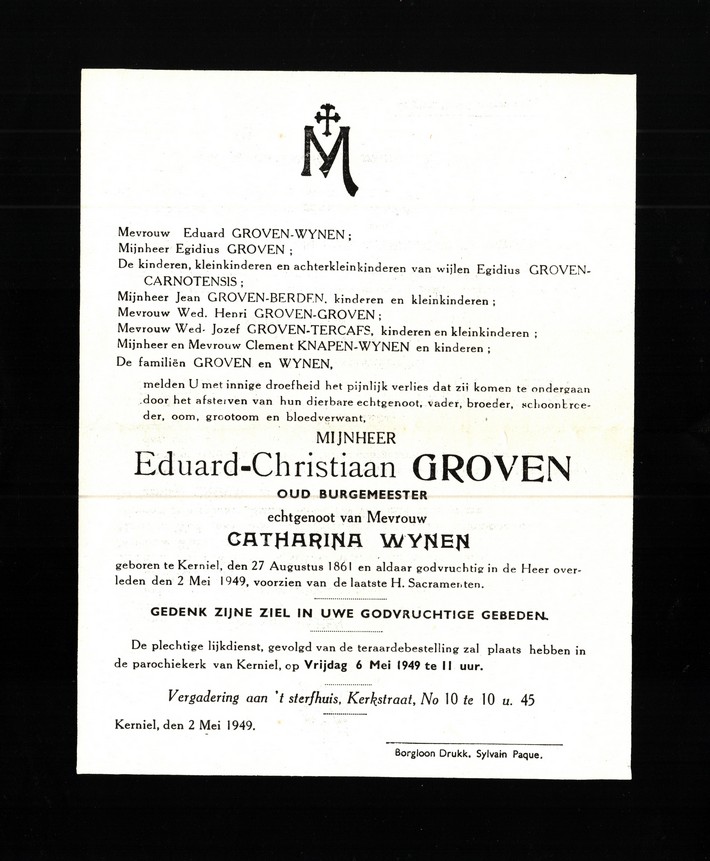 M
Mevrouw Eduard GROVEN-WYNEN ;
Mijnheer Egidius GROVEN ;
De kinderen, kleinkinderen en achterkleinkinderen van wijlen Egidius GROVEN-
CARNOTENSIS ;
Mijnheer Jean GROVEN-BERDEN, kinderen en kleinkinderen ;
Mevrouw Wed. Henri GROVEN-GROVEN ;
Mevrouw Wed. Jozef GROVEN-TERCAFS, kinderen en kleinkinderen ;
Mijnheer en Mevrouw Clement KNAPEN-WYNEN en kinderen ;
De familiën GROVEN en WYNEN,
melden U met innige droefheid het pijnlijk verlies dat zij komen te ondergaan
door het afsterven van hun dierbare echtgenoot, vader, broeder, schoonbroe-
der, oom, grootoom en bloedverwant,
MIJNHEER
Eduard-Christiaan GROVEN
OUD BURGEMEESTER
echtgenoot van Mevrouw
CATHARINA WYNEN
geboren te Kerniel, den 27 Augustus 1861 en aldaar godvruchtig in de Heer over-
leden den 2 Mei 1949, voorzien van de laatste H. Sacramenten.
GEDENK ZIJNE ZIEL IN UWE GODVRUCHTIGE GEBEDEN.
De plechtige lijkdienst, gevolgd van de teraardebestelling zal plaats hebben in
de parochiekerk van Kerniel, op Vrijdag 6 Mei 1949 te 11 uur.
Vergadering aan 't sterfhuis, Kerkstraat, No 10 te 10 u. 45
Kerniel, den 2 Mei 1949.
Borgloon Drukk. Sylvain Paque.